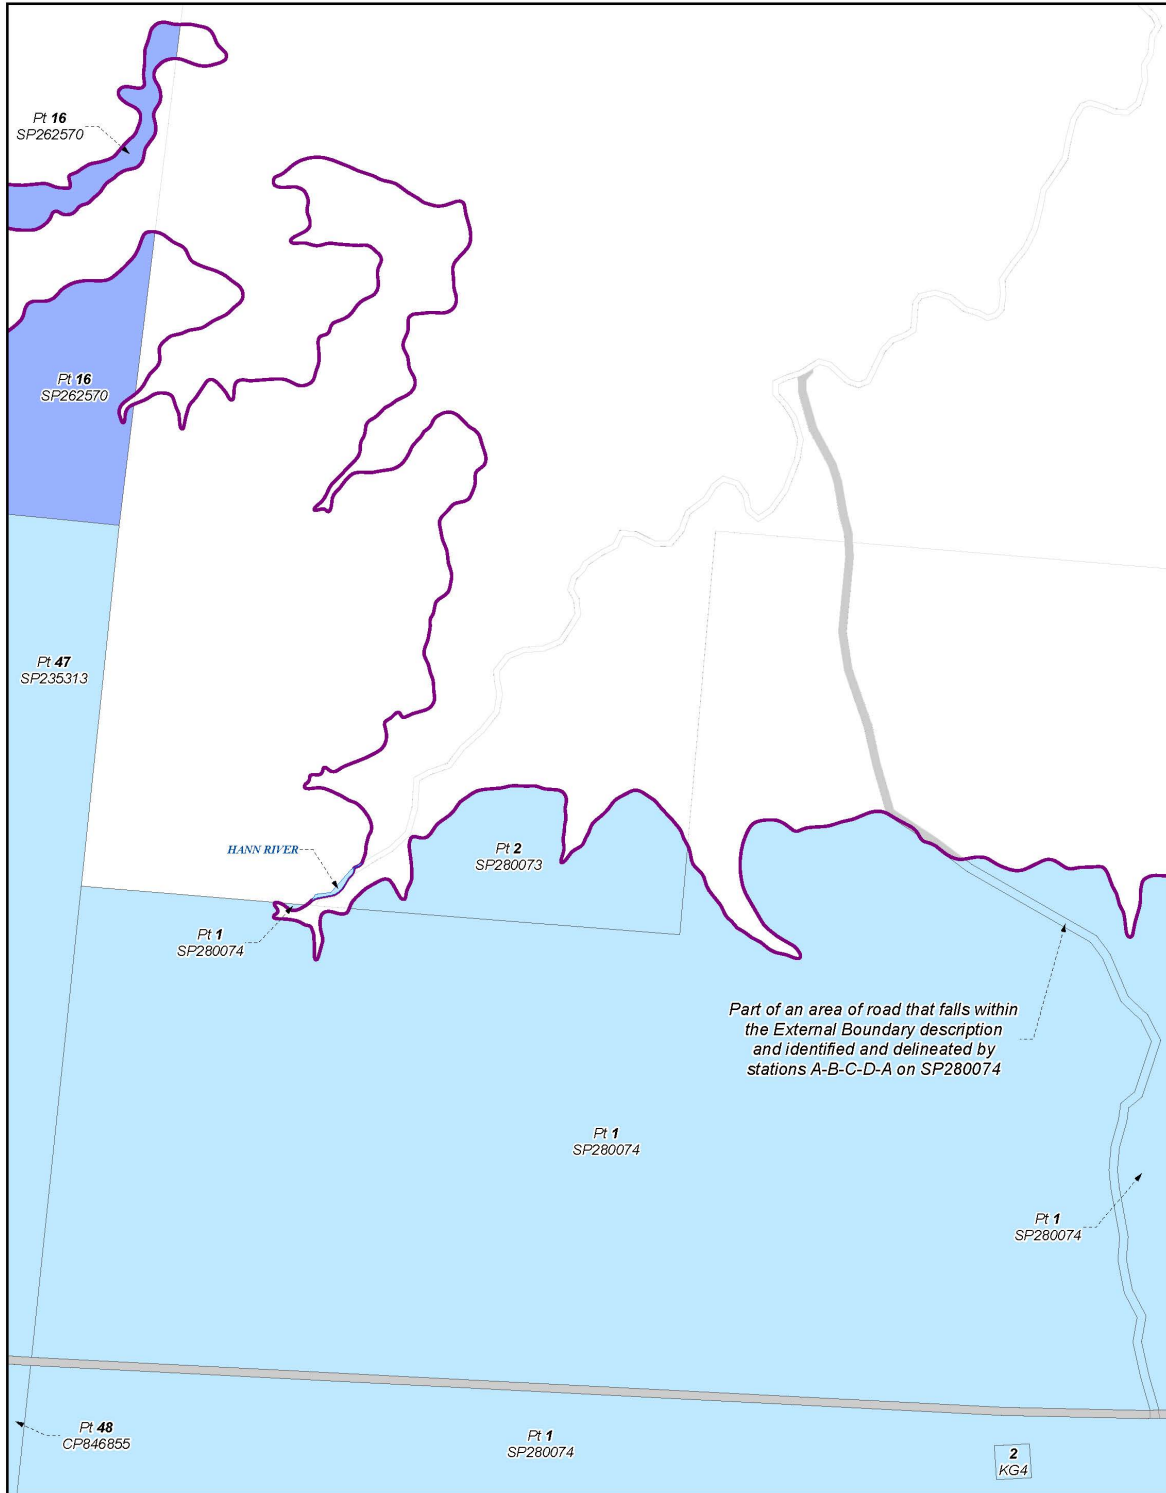 Pt 16
SP262570
Pt 16
SP262570
Pt 47
SP235313
HANN RIVER
Pt 2
SP280073
Pt 1
SP280074
Part of an area of road that falls within
the External Boundary description
and identified and delineated by
stations A-B-C-D-A on SP280074
Pt 1
SP280074
Pt 1
SP280074
Pt 48
CP846855
Pt 1
SP280074
2
KG4